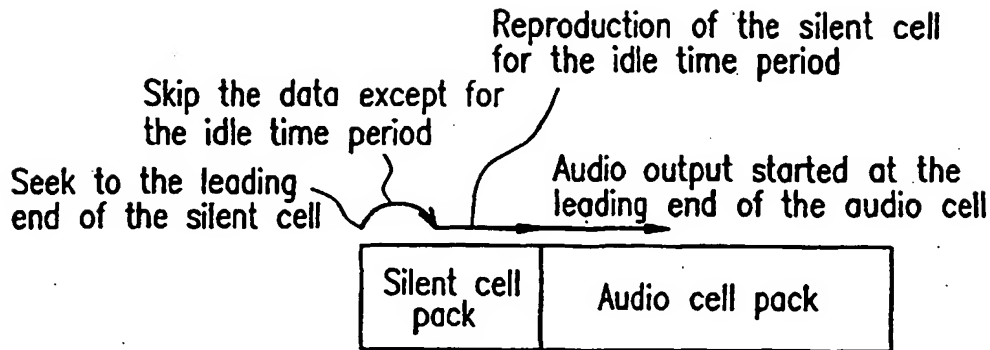 Reproduction of the silent cell
for the idle time period
Skip the data except for
the idle time period
Seek to the leading
end of the silent cell
Audio output started at the
leading end of the audio cell
Silent cell
pack
Audio cell pack